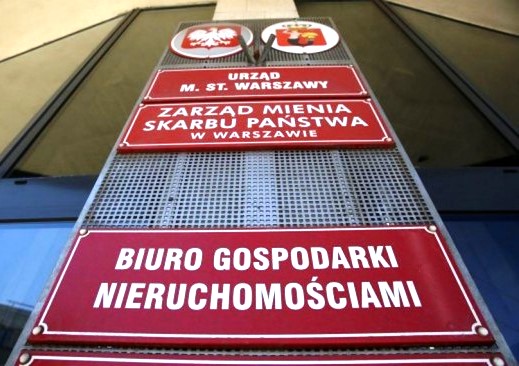 URZĄD
M. ST. WARSZAWY
ZARZĄD MIENIA
SKARBU PAŃSTWA
W WARSZAWIE
BIURO GOSPODARKI
NIERUCHOMOŚCIAMI